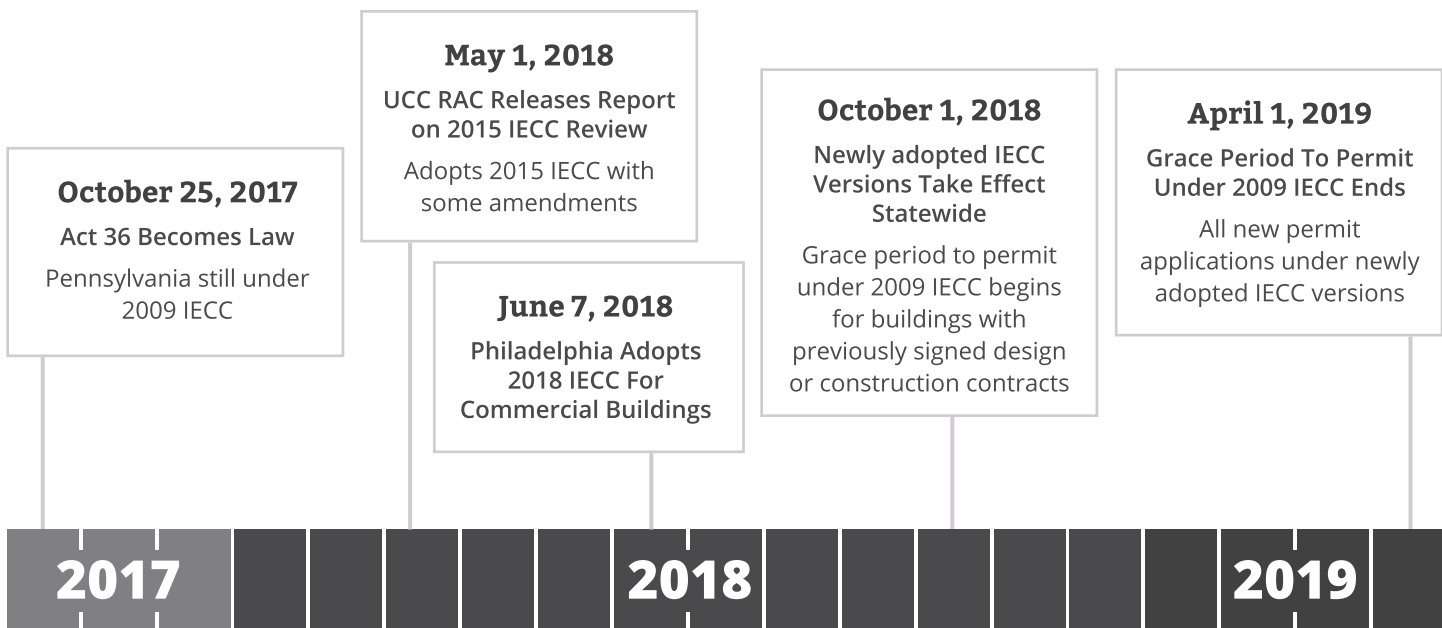 October 25, 2017
Act 36 Becomes Law
Pennsylvania still under
2009 IECC
May 1, 2018
UCC RAC Releases Report
on 2015 IECC Review
Adopts 2015 IECC with
some amendments
June 7, 2018
Philadelphia Adopts
2018 IECC For
Commercial Buildings
October 1, 2018
Newly adopted IECC
Versions Take Effect
Statewide
Grace period to permit
under 2009 IECC begins
for buildings with
previously signed design
or construction contracts
April 1, 2019
Grace Period To Permit
Under 2009 IECC Ends
All new permit
applications under newly
adopted IECC versions
2017
2018
2019